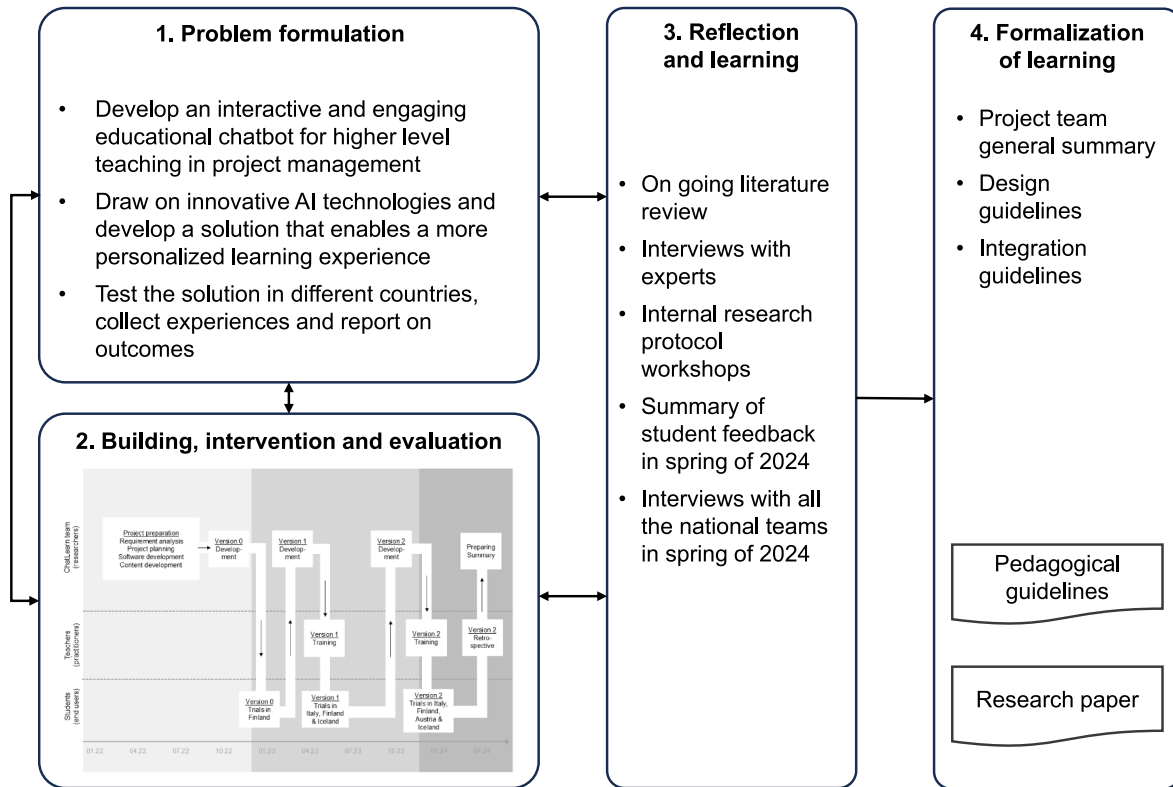 1. Problem formulation
• Develop an interactive and engaging
educational chatbot for higher level
teaching in project management
• Draw on innovative AI technologies and
develop a solution that enables a more
personalized learning experience
• Test the solution in different countries,
collect experiences and report on
outcomes
2. Building, intervention and evaluation
ChatLearn team
(researchers)
Project preparation
Requirement analysis
Project planning
Software development
Content development
Version 0
Develop-
ment
Version 1
Develop-
ment
Version 2
Develop-
ment
Preparing
Summary
Teachers
(practitioners)
Version 1
Training
Version 2
Training
Version 2
Retro-
spective
Students
(end users)
Version 0
Trials in
Finland
Version 1
Trials in
Italy, Finland
& Iceland
Version 2
Trials in Italy,
Finland,
Austria &
Iceland
01.22 04.22 07.22 10.22 01.23 04.23 07.23 10.23 01.24 04.24
3. Reflection
and learning
• On going literature
review
• Interviews with
experts
• Internal research
protocol
workshops
• Summary of
student feedback
in spring of 2024
• Interviews with all
the national teams
in spring of 2024
4. Formalization
of learning
• Project team
general summary
• Design
guidelines
• Integration
guidelines
Pedagogical
guidelines
Research paper